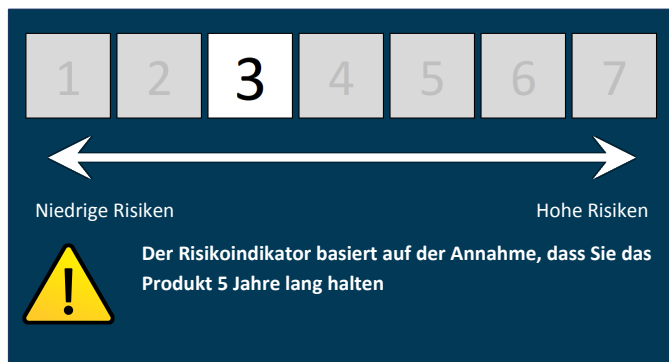 1 2 3 4 5 6 7
Niedrige Risiken Hohe Risiken
Der Risikoindikator basiert auf der Annahme, dass Sie das
Produkt 5 Jahre lang halten